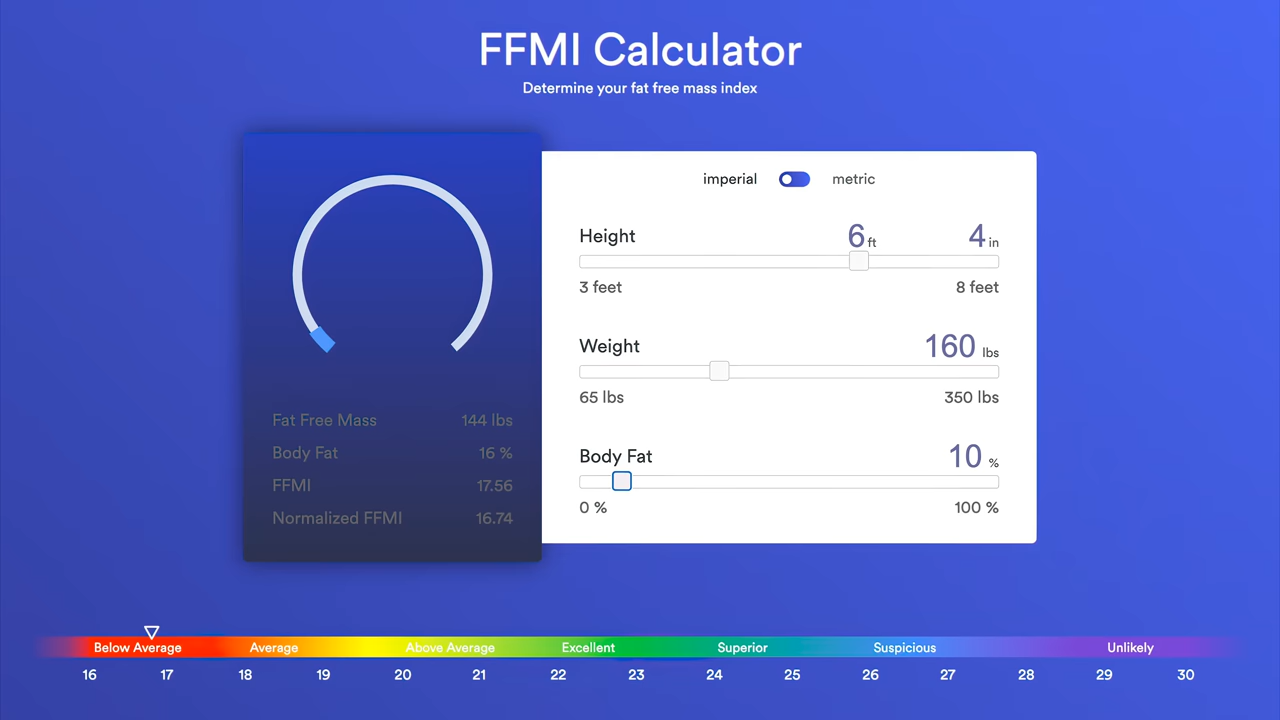 FFMI Calculator
Determine your fat free mass index
imperial metric
Height 6 ft 4 in
3 feet 8 feet
Weight 160 lbs
65 lbs 350 lbs
Body Fat 10 %
0 % 100 %
Fat Free Mass 144 lbs
Body Fat 16 %
FFMI 17.56
Normalized FFMI 16.74
Below Average Average Above Average Excellent Superior Suspicious Unlikely
16 17 18 19 20 21 22 23 24 25 26 27 28 29 30